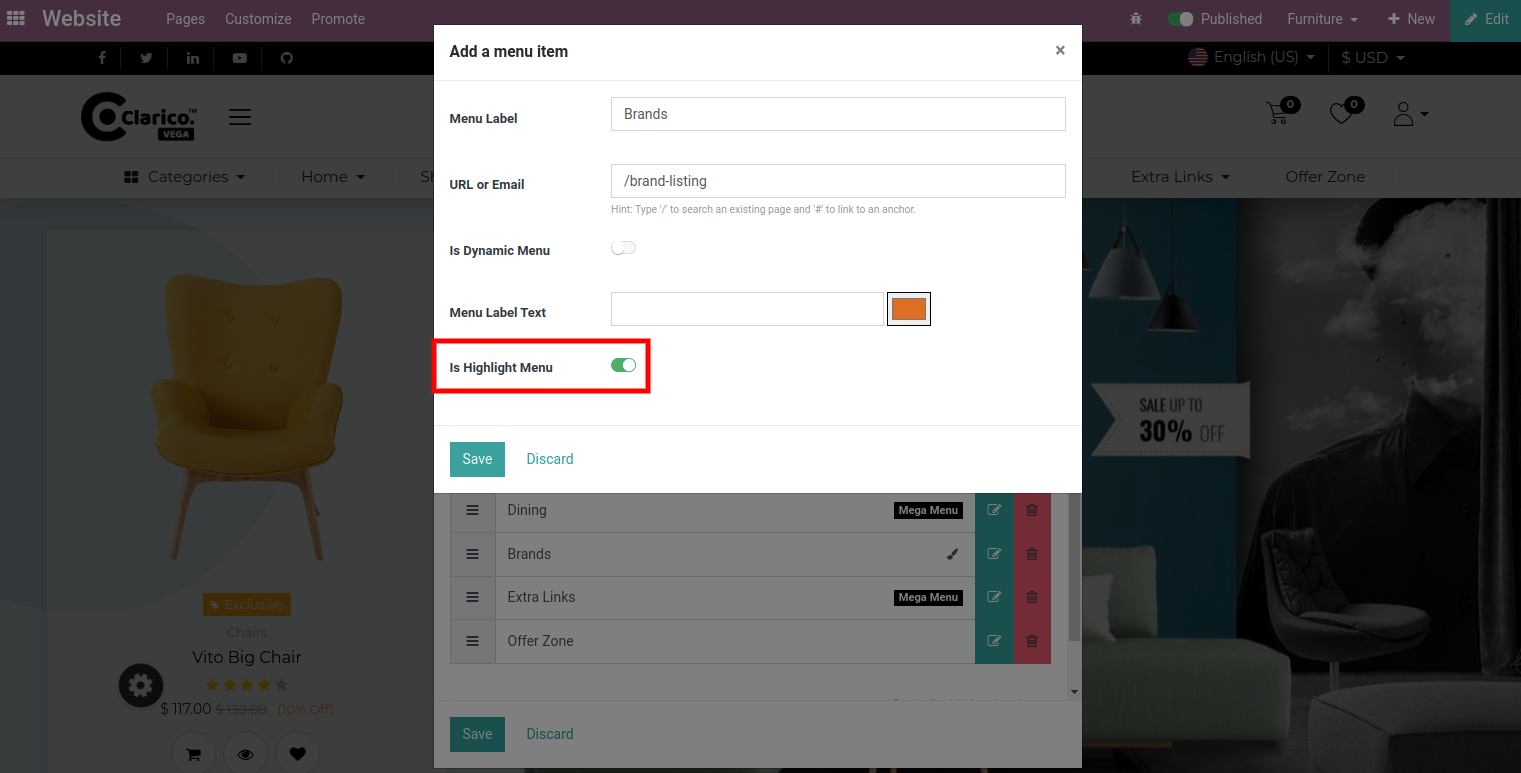 Website Pages Customize Promote Published Furniture + New Edit
English (US) $ USD
Clarico™
VEGA
0 0
Categories Home Extra Links Offer Zone
Add a menu item ×
Menu Label Brands
URL or Email /brand-listing
Hint: Type '/' to search an existing page and '#' to link to an anchor.
Is Dynamic Menu
Menu Label Text
Is Highlight Menu
Save Discard
Dining Mega Menu
Brands
Extra Links Mega Menu
Offer Zone
Save Discard
Exclusive
Chairs
Vito Big Chair
$ 117.00 $ 130.00 (10% Off)
SALE UP TO
30% OFF